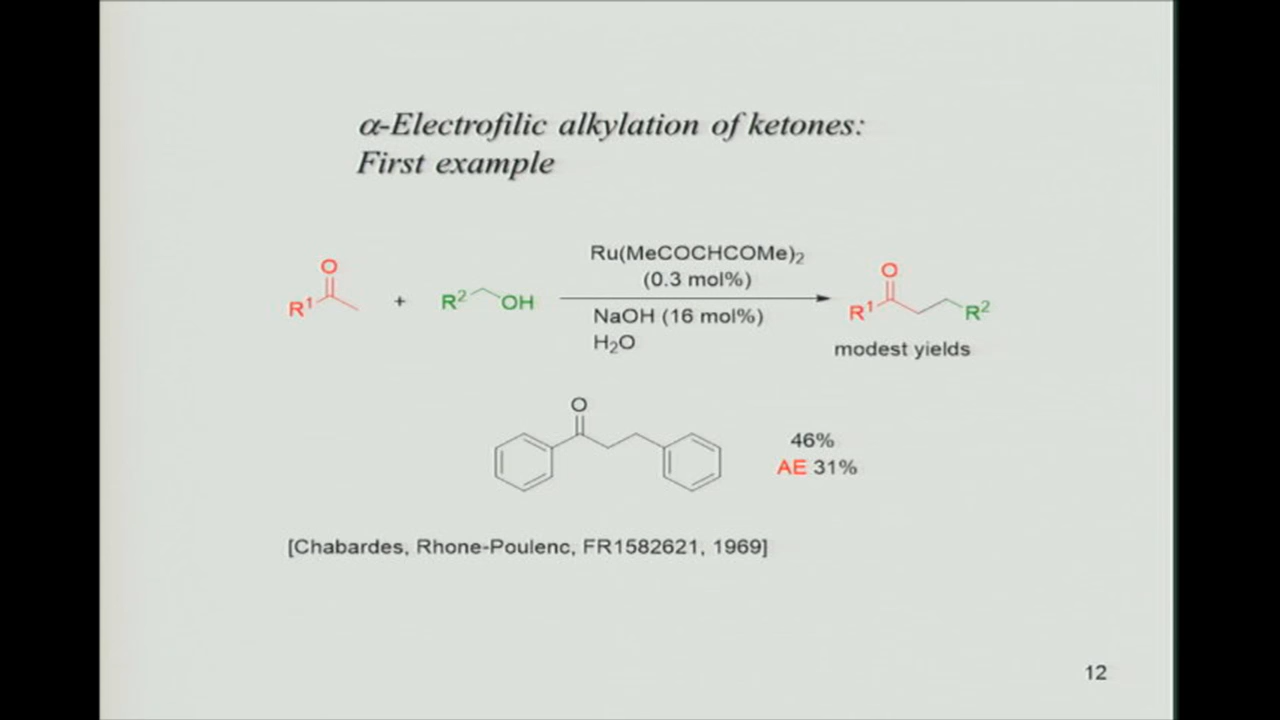 α-Electrofilic alkylation of ketones:
First example
Ru(MeCOCHCOMe)₂
(0.3 mol%)
O
R¹
+
R² OH
NaOH (16 mol%)
H₂O
O
R¹ R²
modest yields
O
46%
AE 31%
[Chabardes, Rhone-Poulenc, FR1582621, 1969]
12